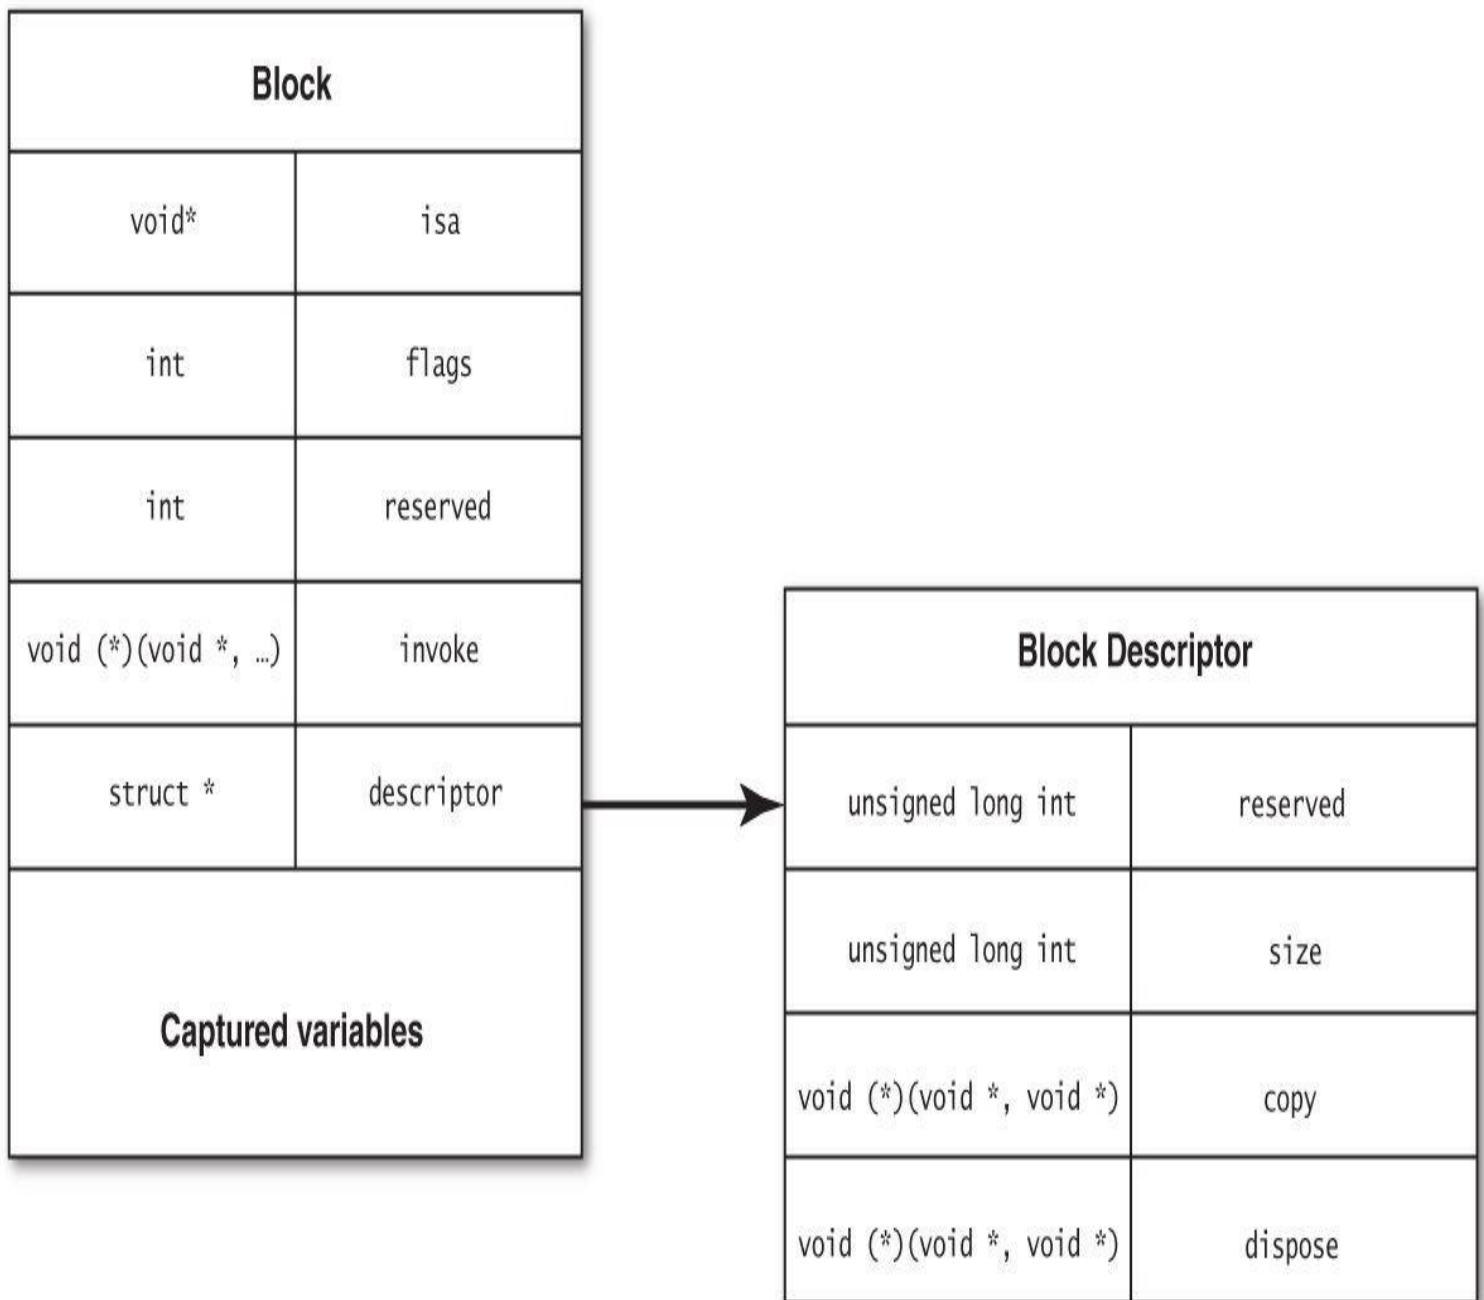 Block
void* isa
int flags
int reserved
void (*)(void *, …) invoke
struct * descriptor
Captured variables
Block Descriptor
unsigned long int reserved
unsigned long int size
void (*)(void *, void *) copy
void (*)(void *, void *) dispose